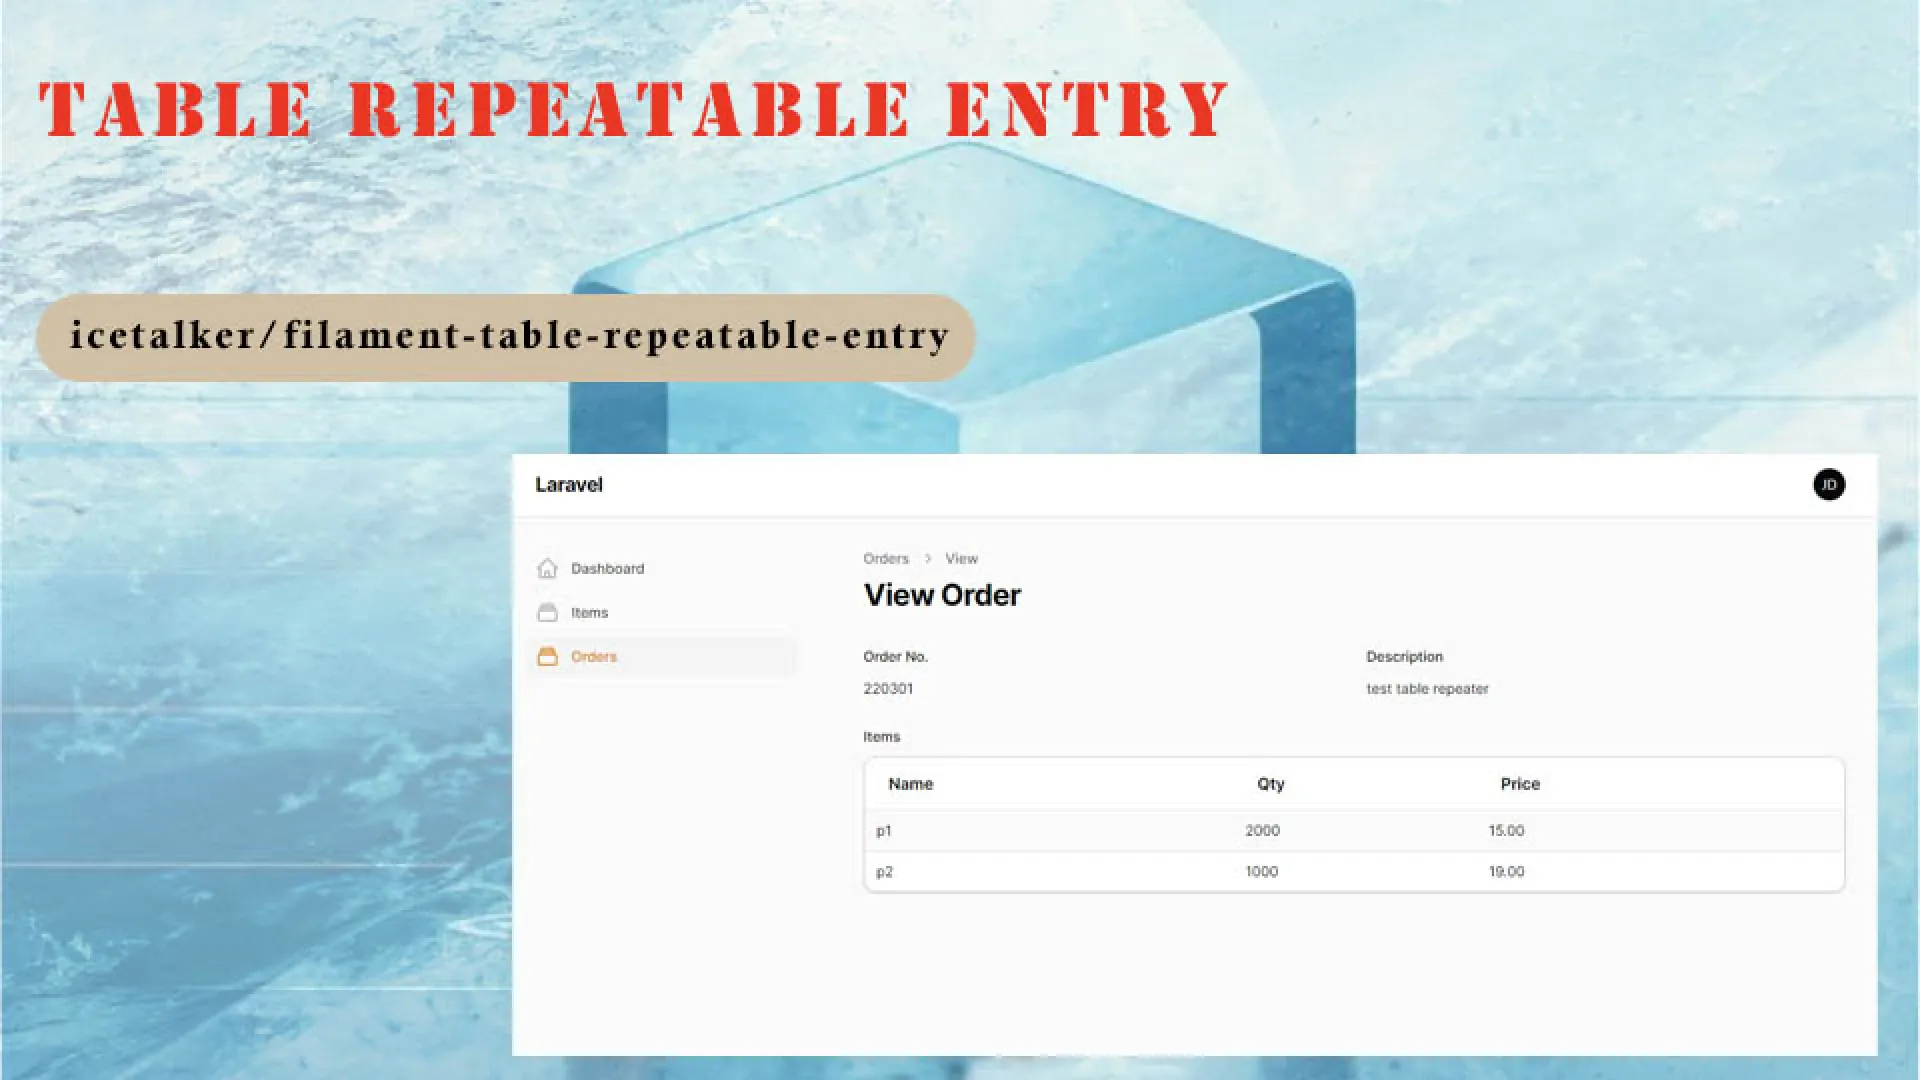 TABLE REPEATABLE ENTRY
icetalker/filament-table-repeatable-entry
Laravel
JD
Dashboard
Items
Orders
Orders > View
View Order
Order No. Description
220301 test table repeater
Items
Name Qty Price
p1 2000 15.00
p2 1000 19.00